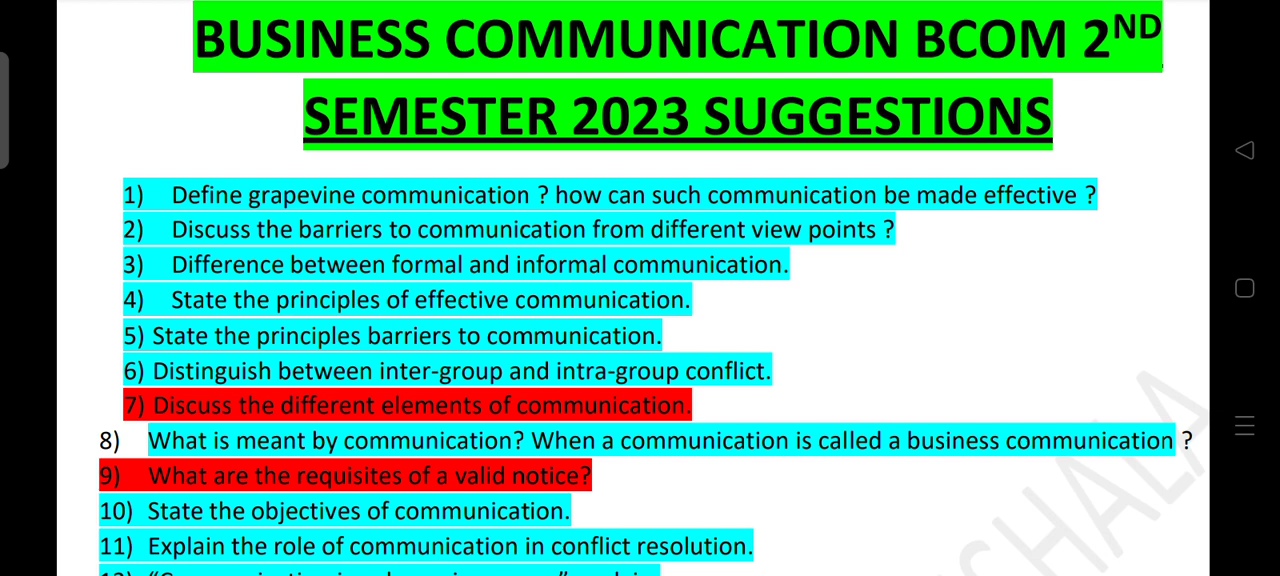 BUSINESS COMMUNICATION BCOM 2ND
SEMESTER 2023 SUGGESTIONS
1) Define grapevine communication ? how can such communication be made effective ?
2) Discuss the barriers to communication from different view points ?
3) Difference between formal and informal communication.
4) State the principles of effective communication.
5) State the principles barriers to communication.
6) Distinguish between inter-group and intra-group conflict.
7) Discuss the different elements of communication.
8) What is meant by communication? When a communication is called a business communication ?
9) What are the requisites of a valid notice?
10) State the objectives of communication.
11) Explain the role of communication in conflict resolution.